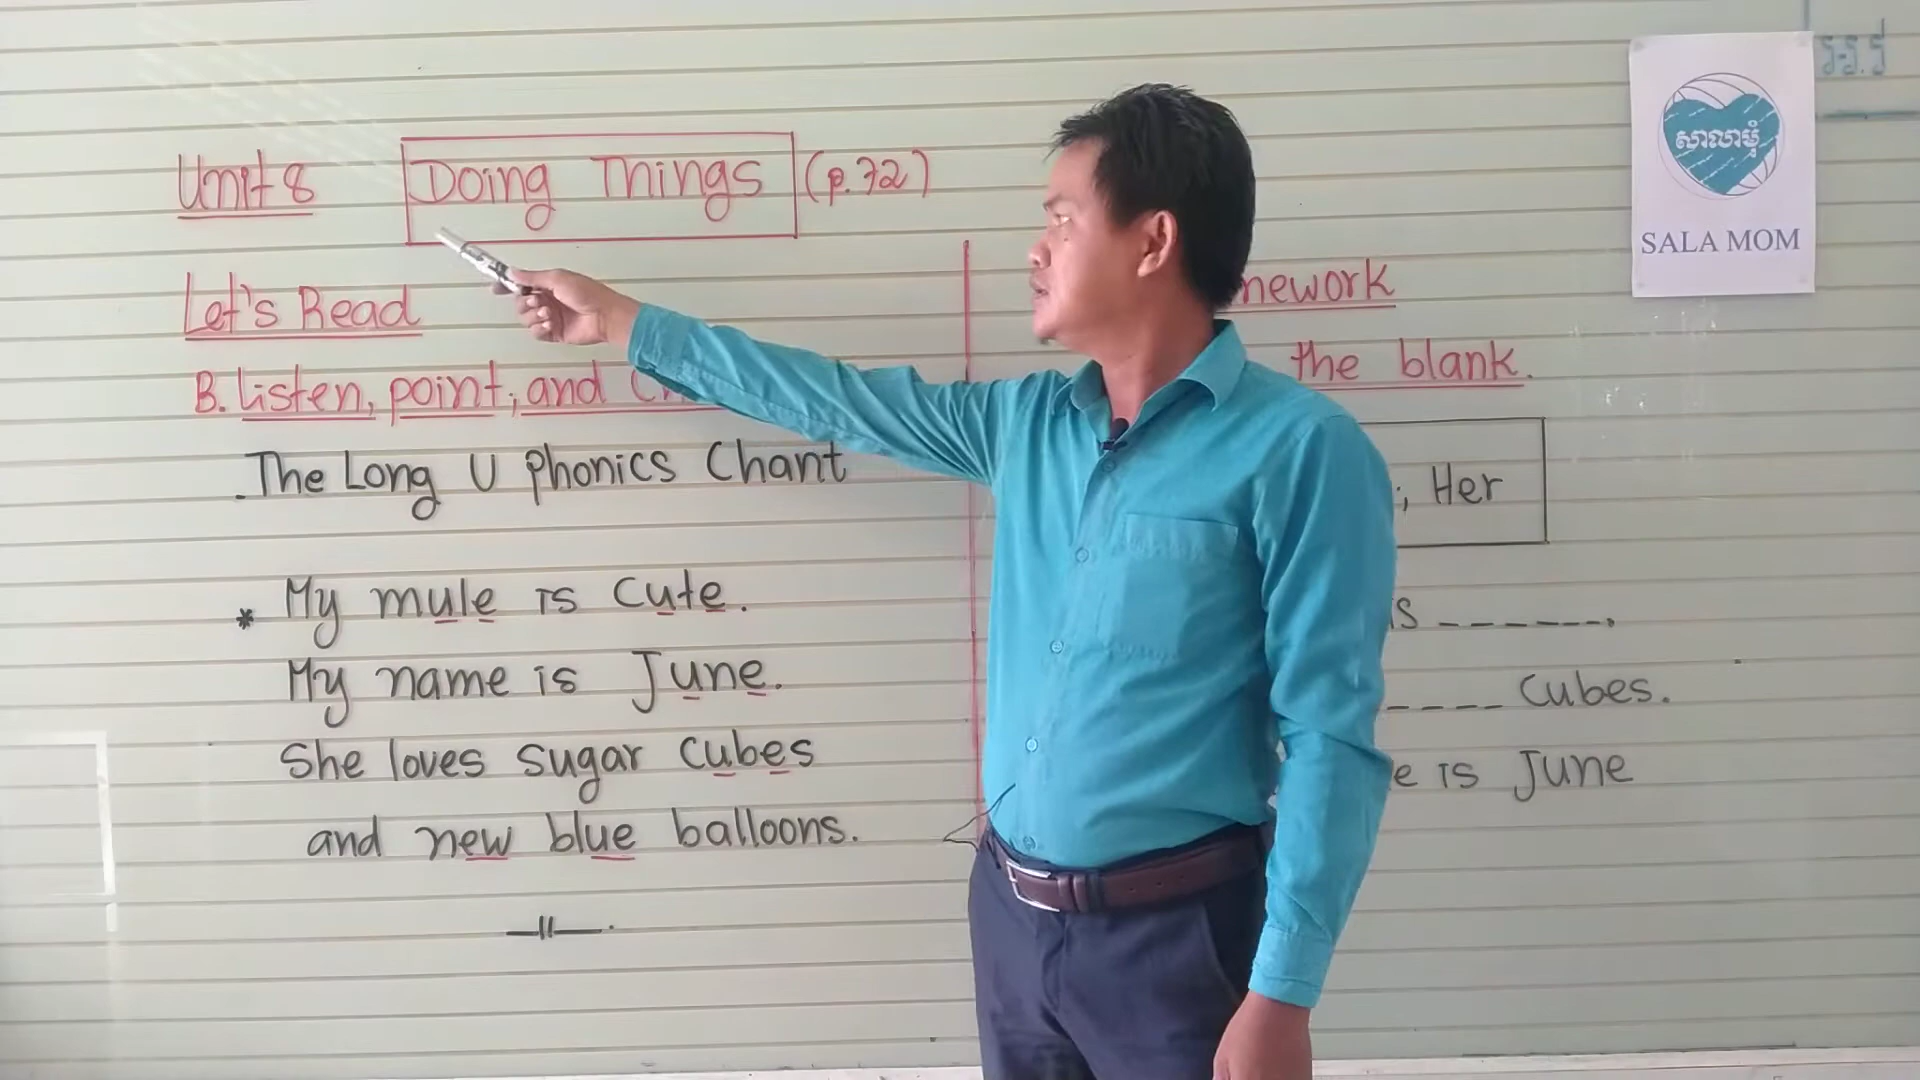 Unit 8 Doing Things (p.72)
Let's Read
B. Listen, point, and
- The Long U Phonics Chant
* My mule is cute.
My name is June.
She loves sugar cubes
and new blue balloons.
nework
the blank.
, Her
is ______.
____ cubes.
e is June
សាលាមុំ
SALA MOM